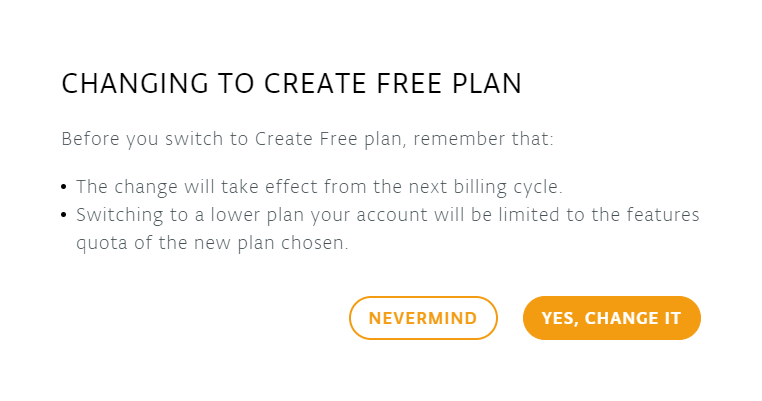 CHANGING TO CREATE FREE PLAN
Before you switch to Create Free plan, remember that:
• The change will take effect from the next billing cycle.
• Switching to a lower plan your account will be limited to the features
quota of the new plan chosen.
NEVERMIND
YES, CHANGE IT